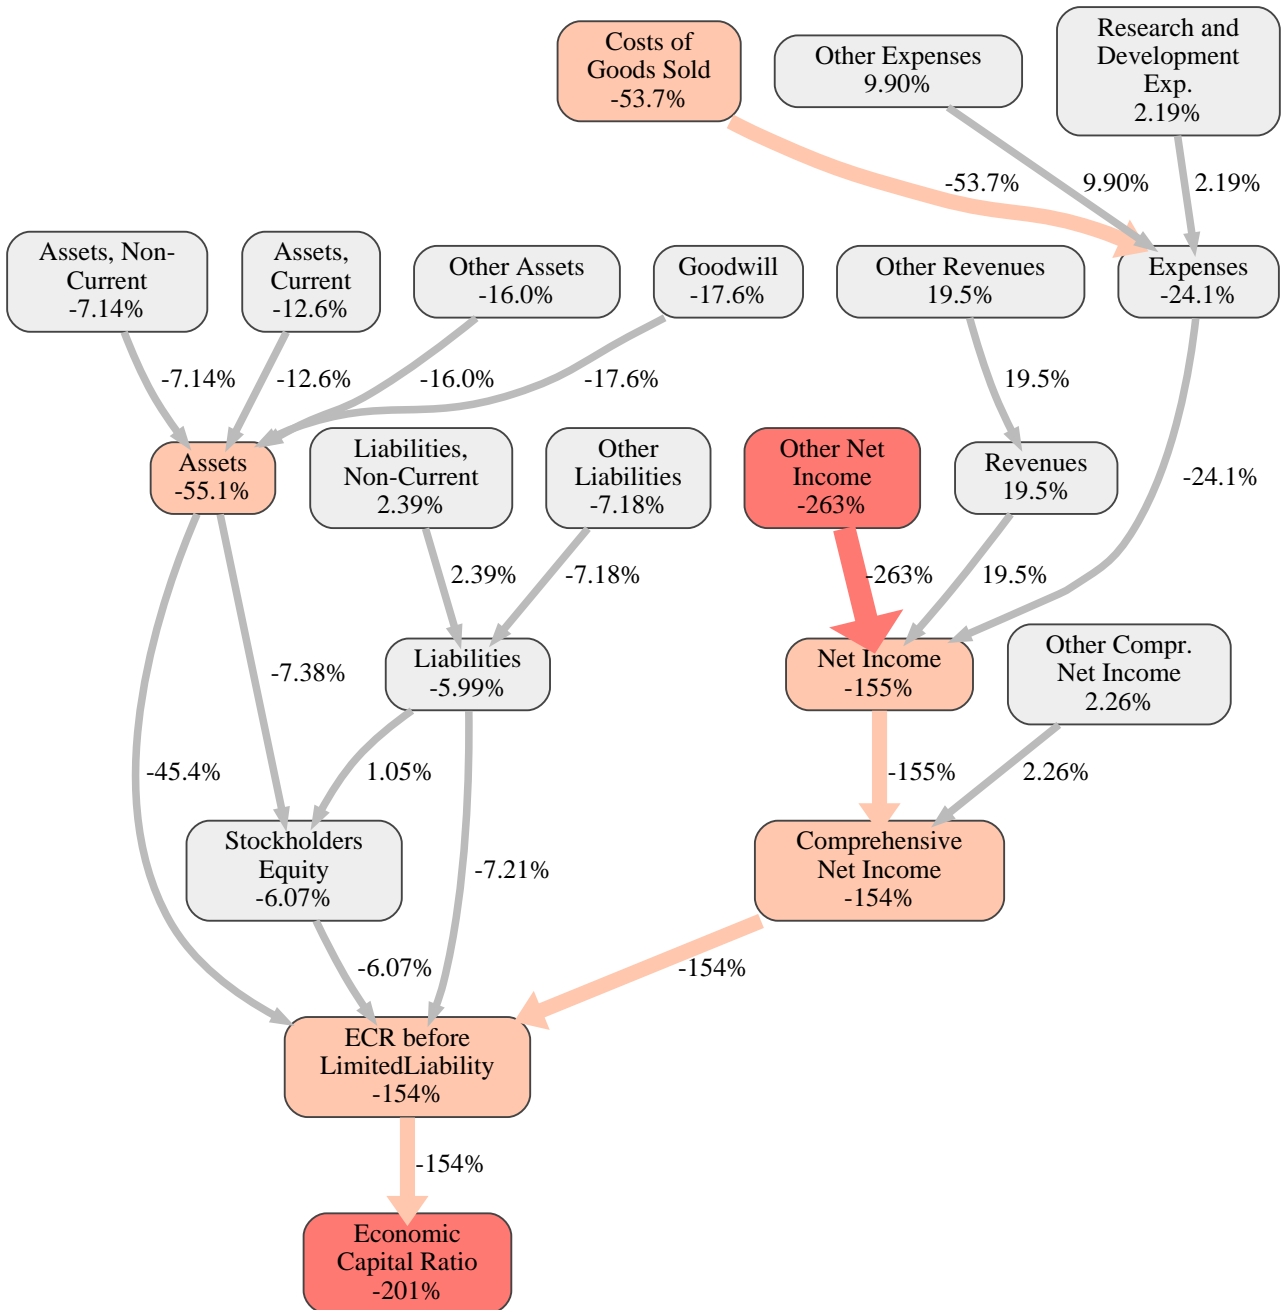 Costs of
Goods Sold
-53.7%
Other Expenses
9.90%
Research and
Development
Exp.
2.19%
-53.7%
9.90%
2.19%
Assets, Non-
Current
-7.14%
Assets,
Current
-12.6%
Other Assets
-16.0%
Goodwill
-17.6%
Other Revenues
19.5%
Expenses
-24.1%
-7.14%
-12.6%
-16.0%
-17.6%
19.5%
-24.1%
Assets
-55.1%
Liabilities,
Non-Current
2.39%
Other
Liabilities
-7.18%
Other Net
Income
-263%
Revenues
19.5%
2.39%
-7.18%
-263%
19.5%
Liabilities
-5.99%
Net Income
-155%
Other Compr.
Net Income
2.26%
-7.38%
-45.4%
1.05%
-155%
2.26%
Stockholders
Equity
-6.07%
-7.21%
Comprehensive
Net Income
-154%
-6.07%
-154%
ECR before
LimitedLiability
-154%
-154%
Economic
Capital Ratio
-201%